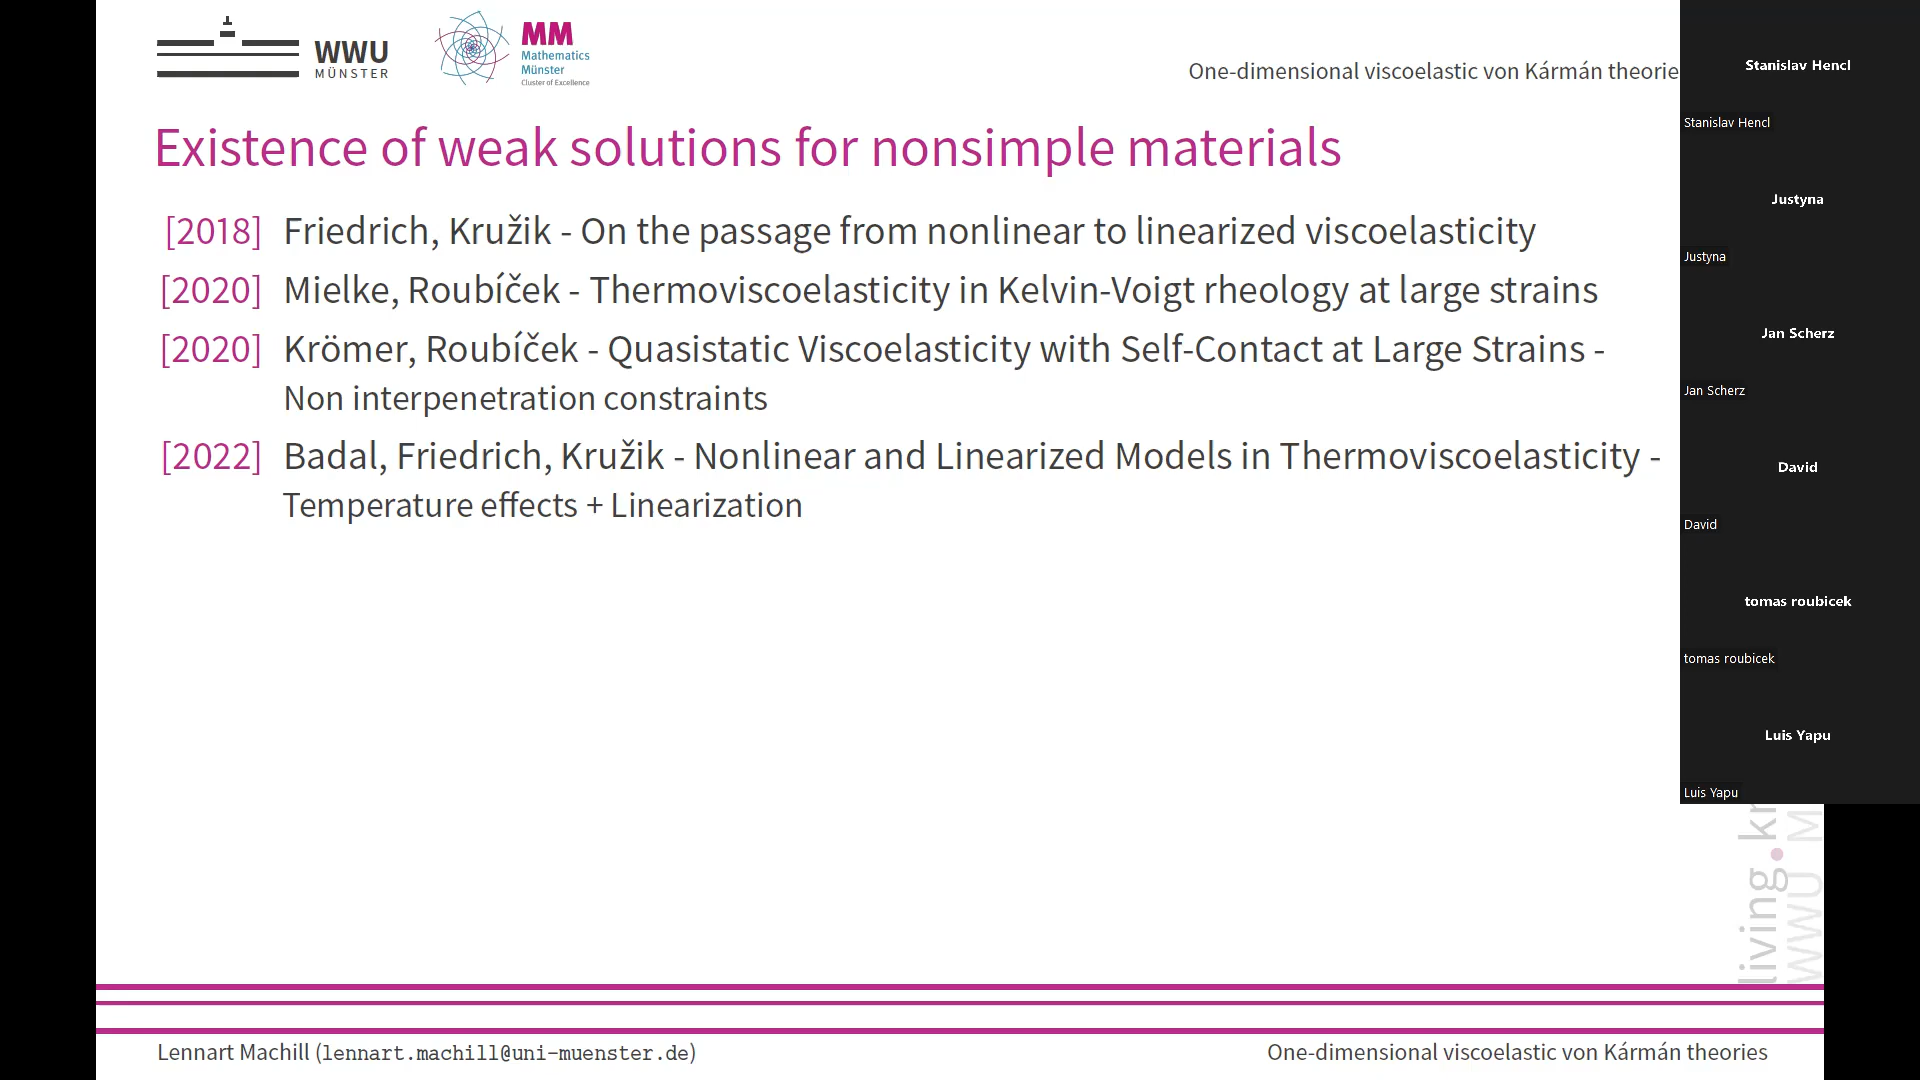 WWU
MÜNSTER
MM
Mathematics
Münster
Cluster of Excellence
One-dimensional viscoelastic von Kármán theorie
Existence of weak solutions for nonsimple materials
[2018] Friedrich, Kružik - On the passage from nonlinear to linearized viscoelasticity
[2020] Mielke, Roubíček - Thermoviscoelasticity in Kelvin-Voigt rheology at large strains
[2020] Krömer, Roubíček - Quasistatic Viscoelasticity with Self-Contact at Large Strains -
Non interpenetration constraints
[2022] Badal, Friedrich, Kružik - Nonlinear and Linearized Models in Thermoviscoelasticity -
Temperature effects + Linearization
Stanislav Hencl
Stanislav Hencl
Justyna
Justyna
Jan Scherz
Jan Scherz
David
David
tomas roubicek
tomas roubicek
Luis Yapu
Luis Yapu
living.kn
WWU M
Lennart Machill (lennart.machill@uni-muenster.de)
One-dimensional viscoelastic von Kármán theories